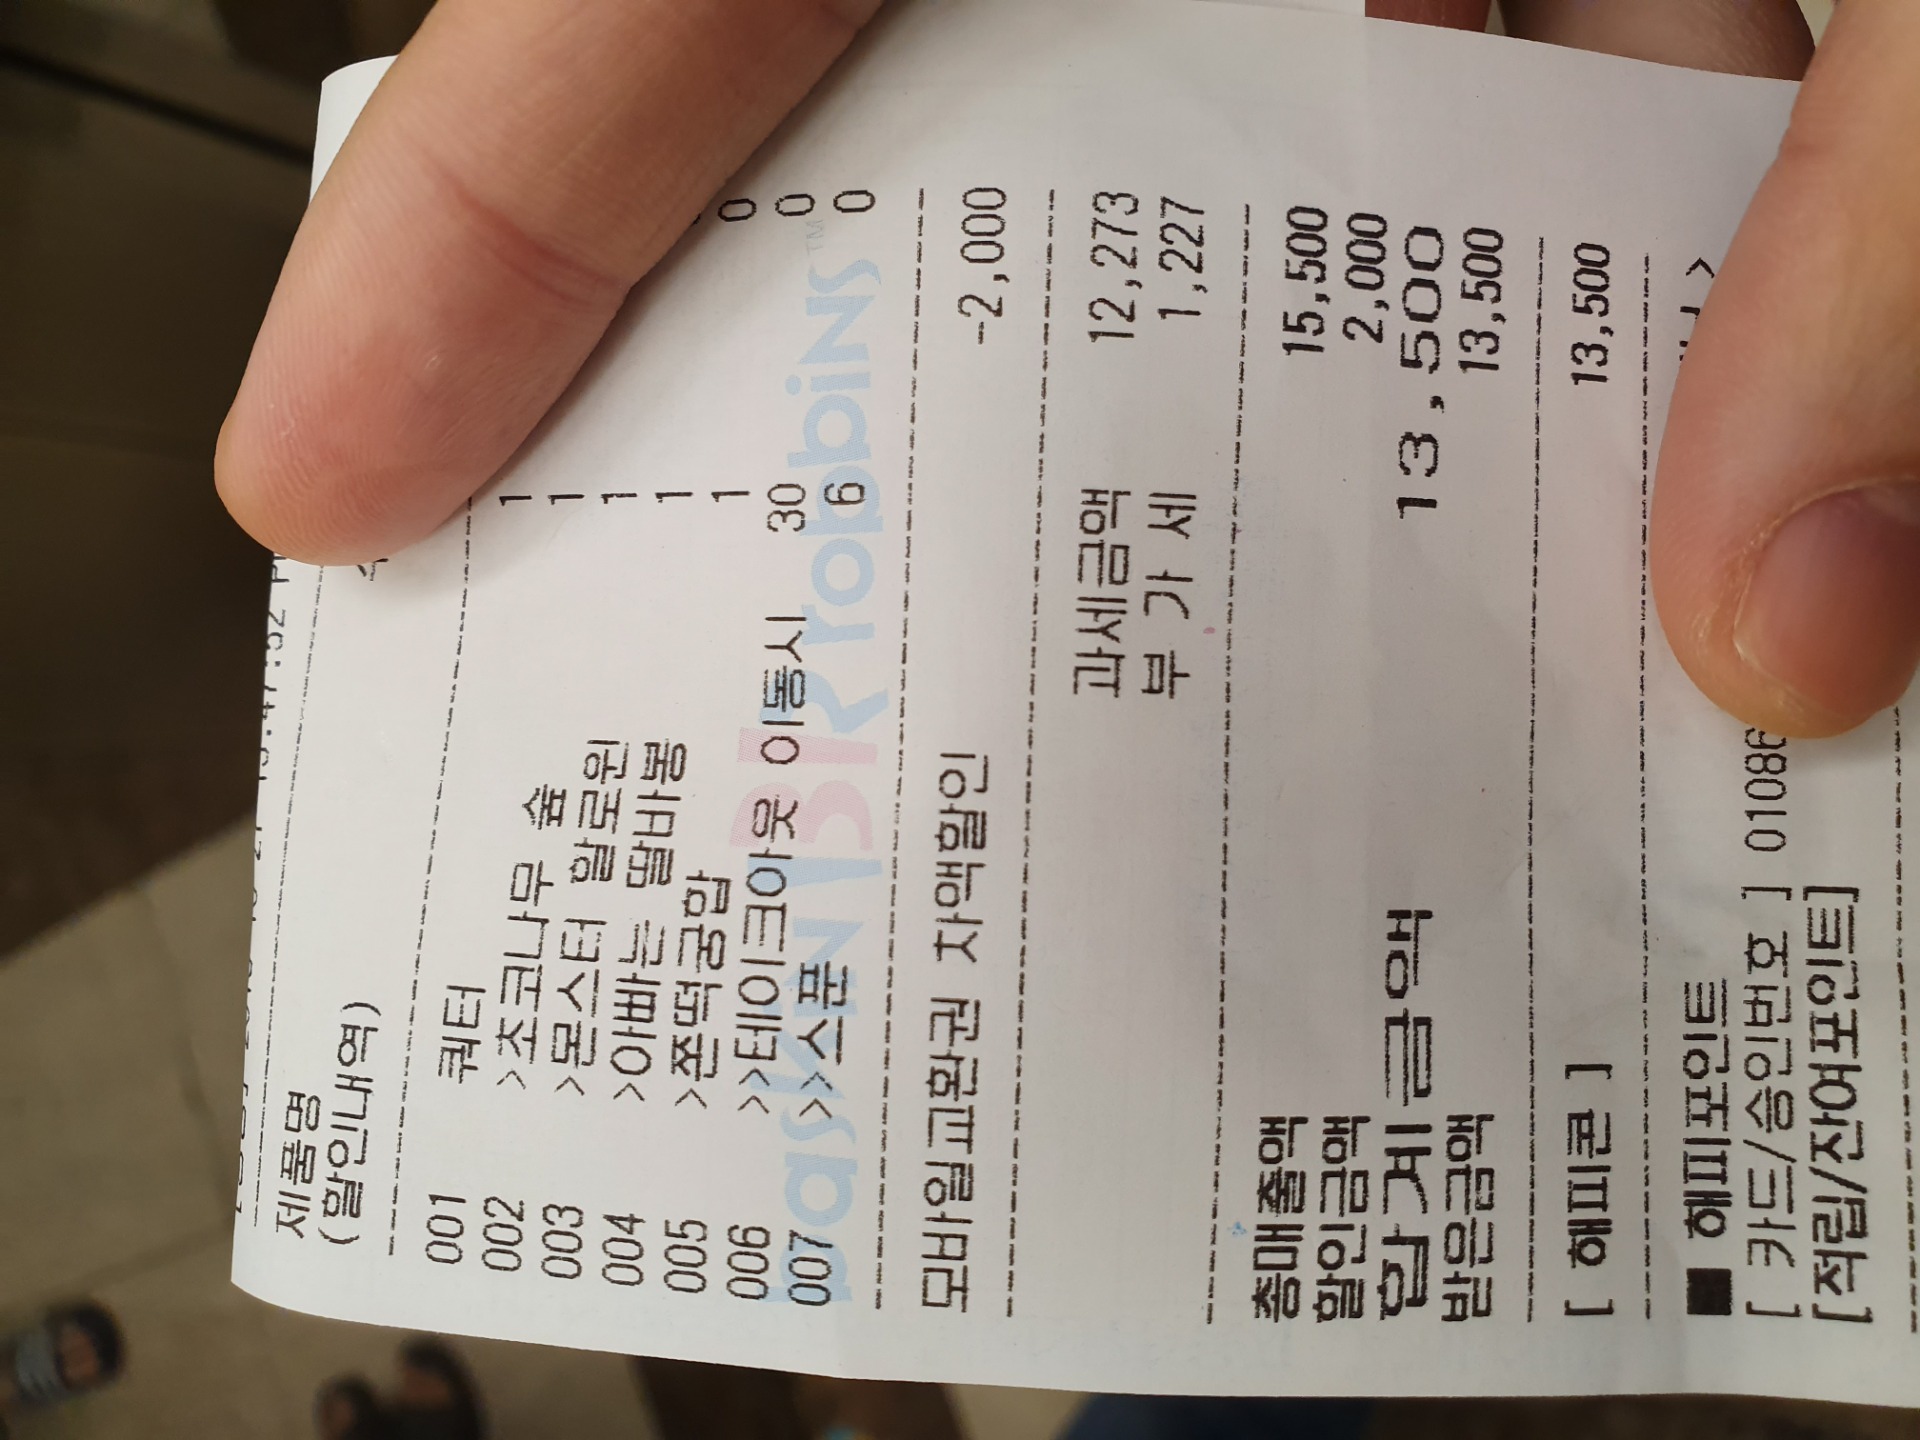 제품명
(할인내역)
001 쿼터 1
002 >초코나무 숲 1
003 >몬스터 할로윈 1
004 >아빠는 딸바봉 1
005 >쫀떡궁합 1 0
006 >>테이크아웃 이동시 30 0
007 >>스푼 6 0
baskin BR robbins™
모바일교환권 차액할인 -2,000
과세금액 12,273
부 가 세 1,227
총매출액 15,500
할인금액 2,000
합계금액 13,500
받은금액 13,500
[ 해피콘 ] 13,500
■ 해피포인트
[ 카드/승인번호 ] 01086
[적립/잔여포인트]